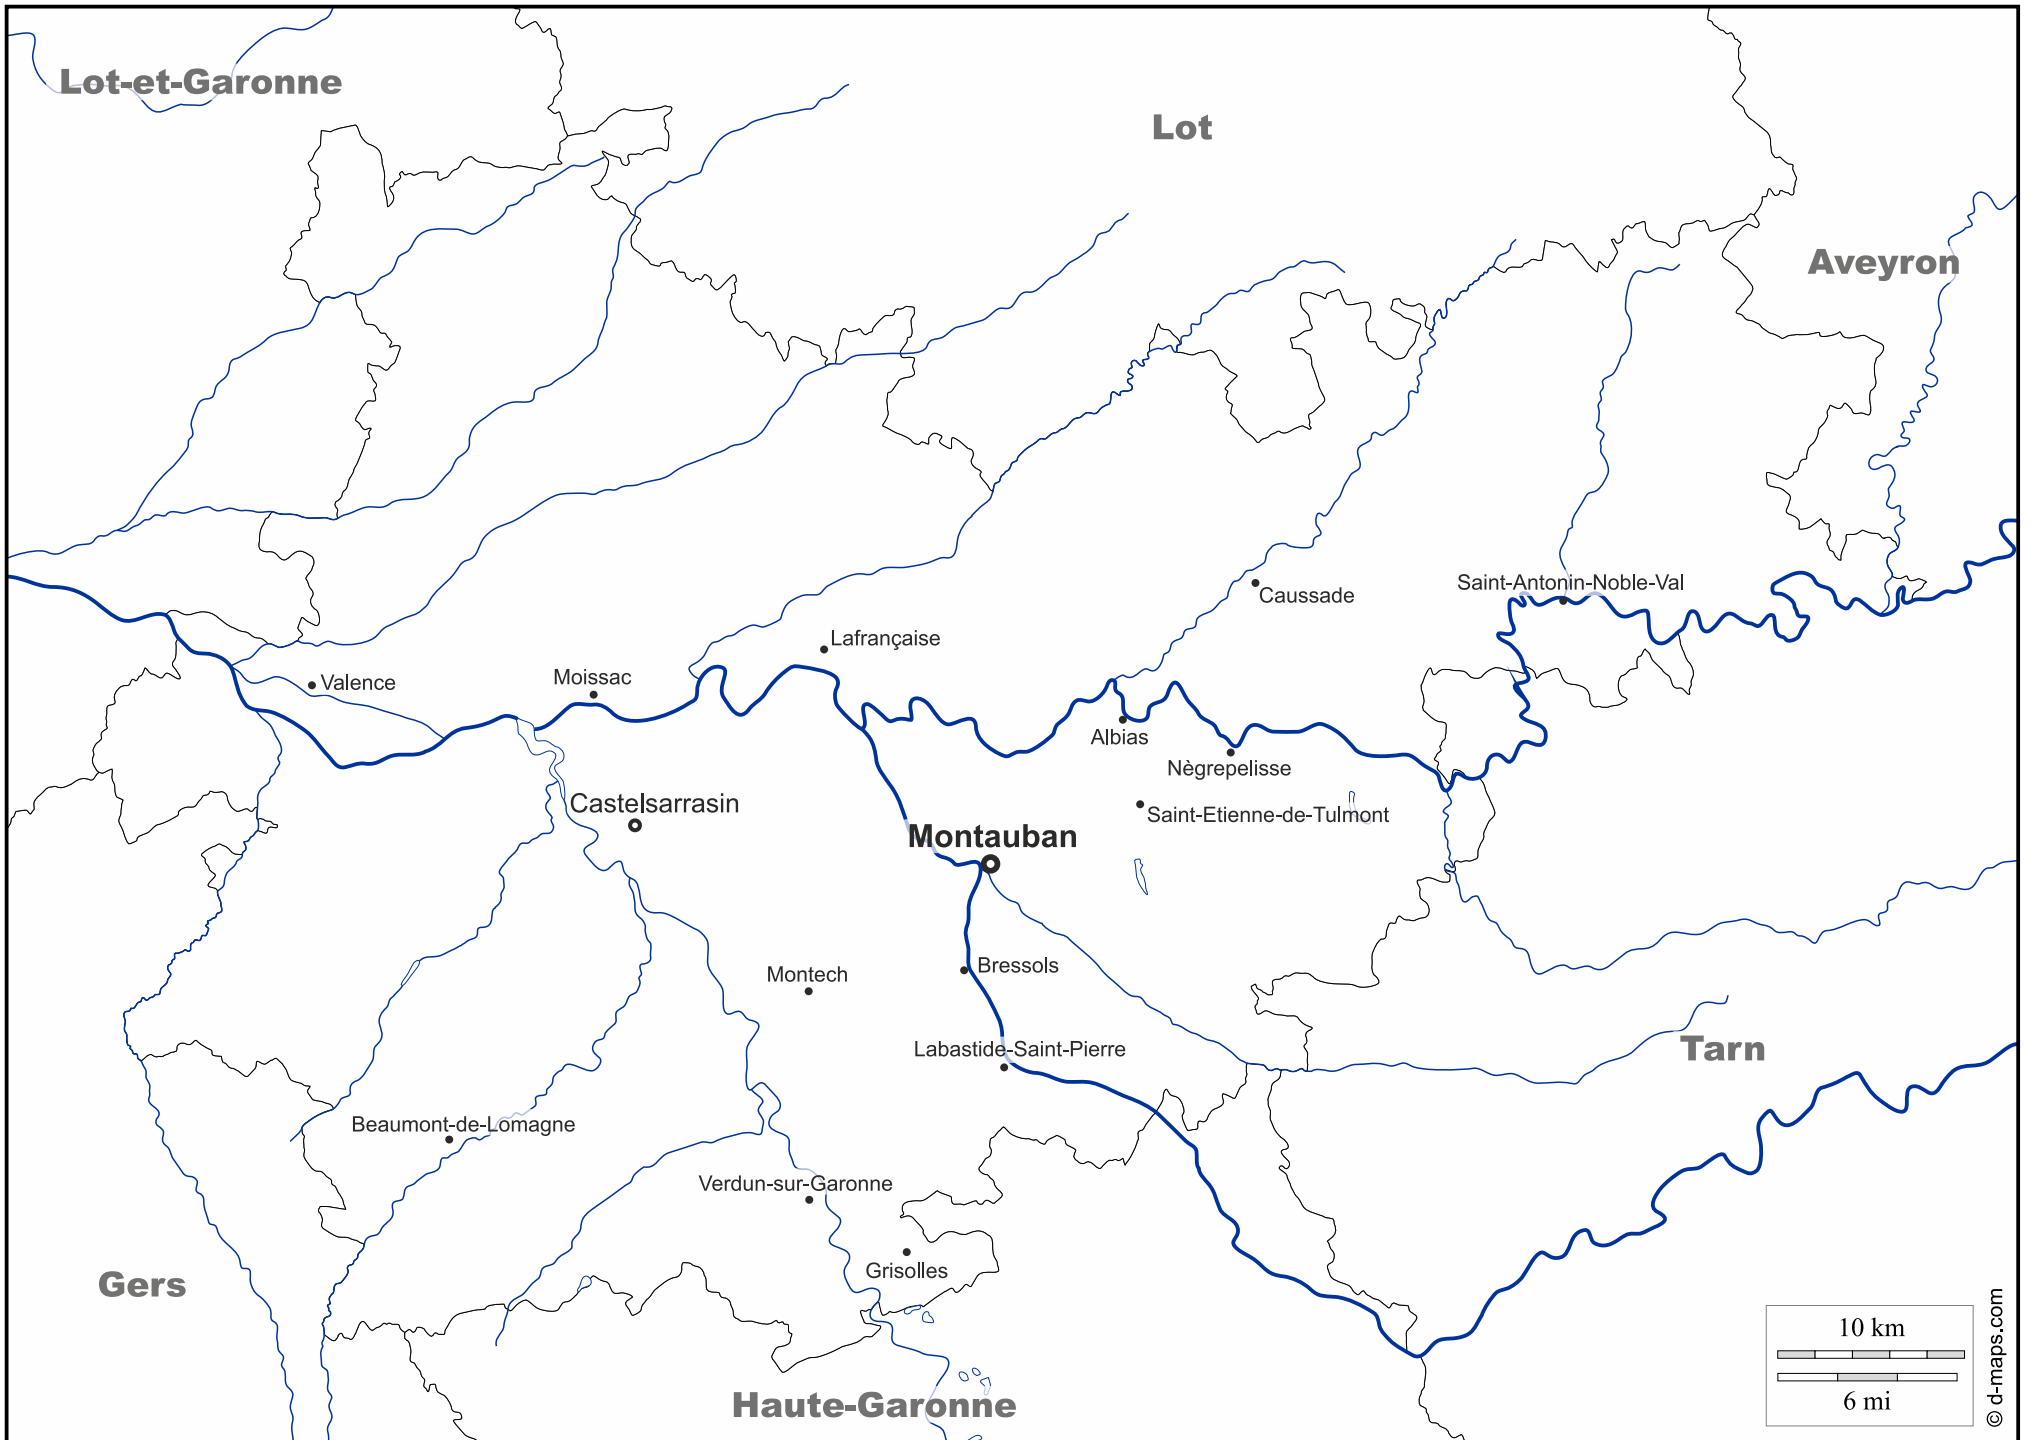 Lot-et-Garonne
Lot
Aveyron
Saint-Antonin-Noble-Val
Caussade
Lafrançaise
Moissac
Valence
Albias
Nègrepelisse
Castelsarrasin
Saint-Etienne-de-Tulmont
Montauban
Bressols
Montech
Labastide-Saint-Pierre
Tarn
Beaumont-de-Lomagne
Verdun-sur-Garonne
Grisolles
Gers
Haute-Garonne
10 km
6 mi
© d-maps.com